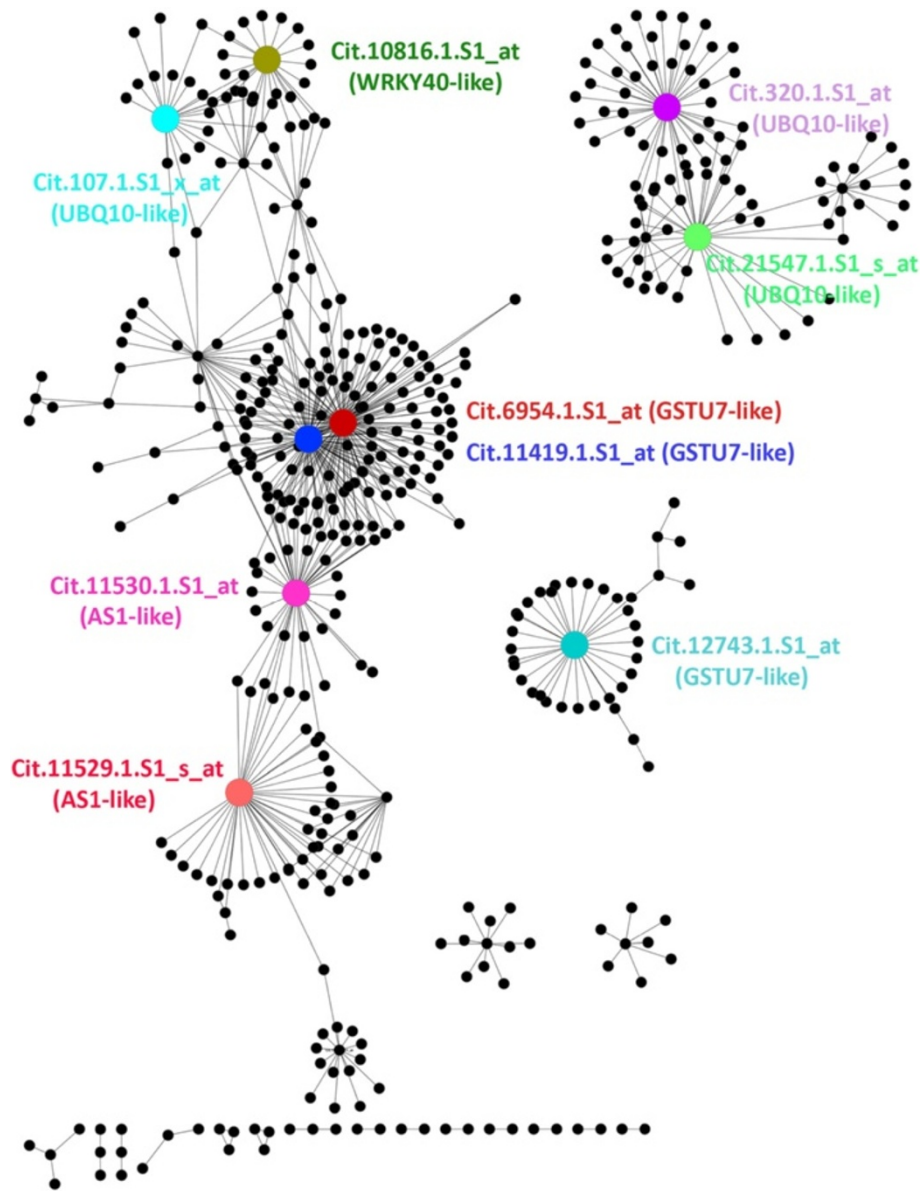 Cit.10816.1.S1_at
(WRKY40-like)
Cit.320.1.S1_at
(UBQ10-like)
Cit.107.1.S1_x_at
(UBQ10-like)
Cit.21547.1.S1_s_at
(UBQ10-like)
Cit.6954.1.S1_at (GSTU7-like)
Cit.11419.1.S1_at (GSTU7-like)
Cit.11530.1.S1_at
(AS1-like)
Cit.12743.1.S1_at
(GSTU7-like)
Cit.11529.1.S1_s_at
(AS1-like)